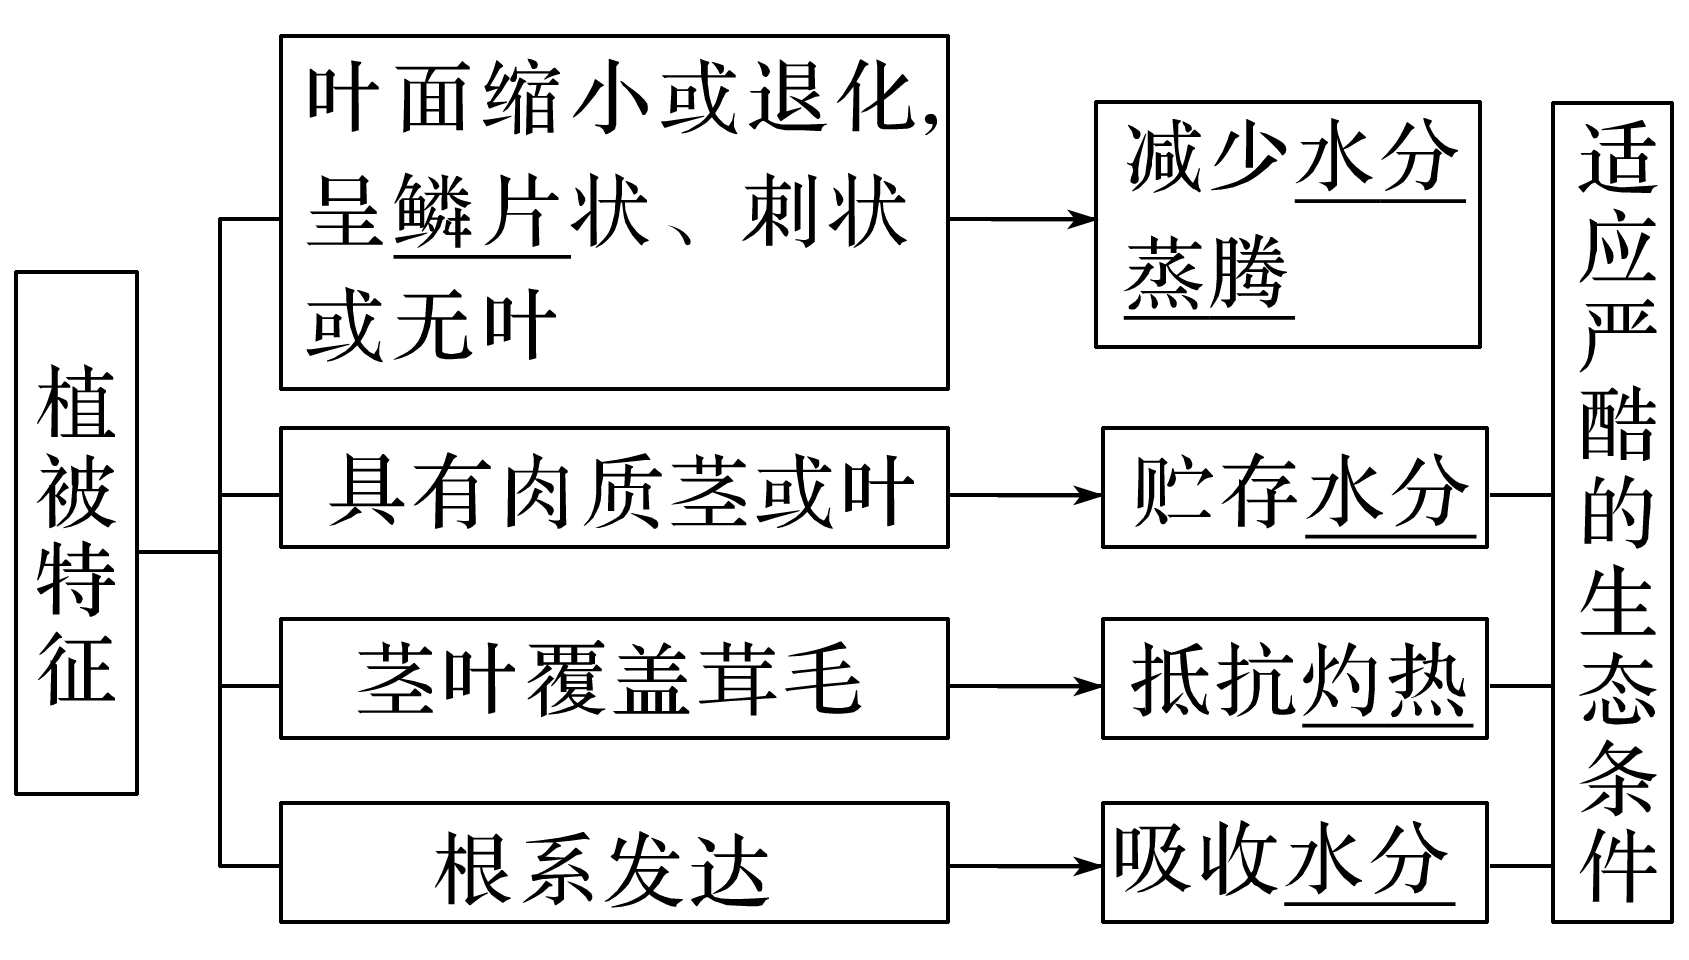 植被特征
叶面缩小或退化,
呈鳞片状、刺状
或无叶
减少水分
蒸腾
具有肉质茎或叶
贮存水分
茎叶覆盖茸毛
抵抗灼热
根系发达
吸收水分
适应严酷的生态条件